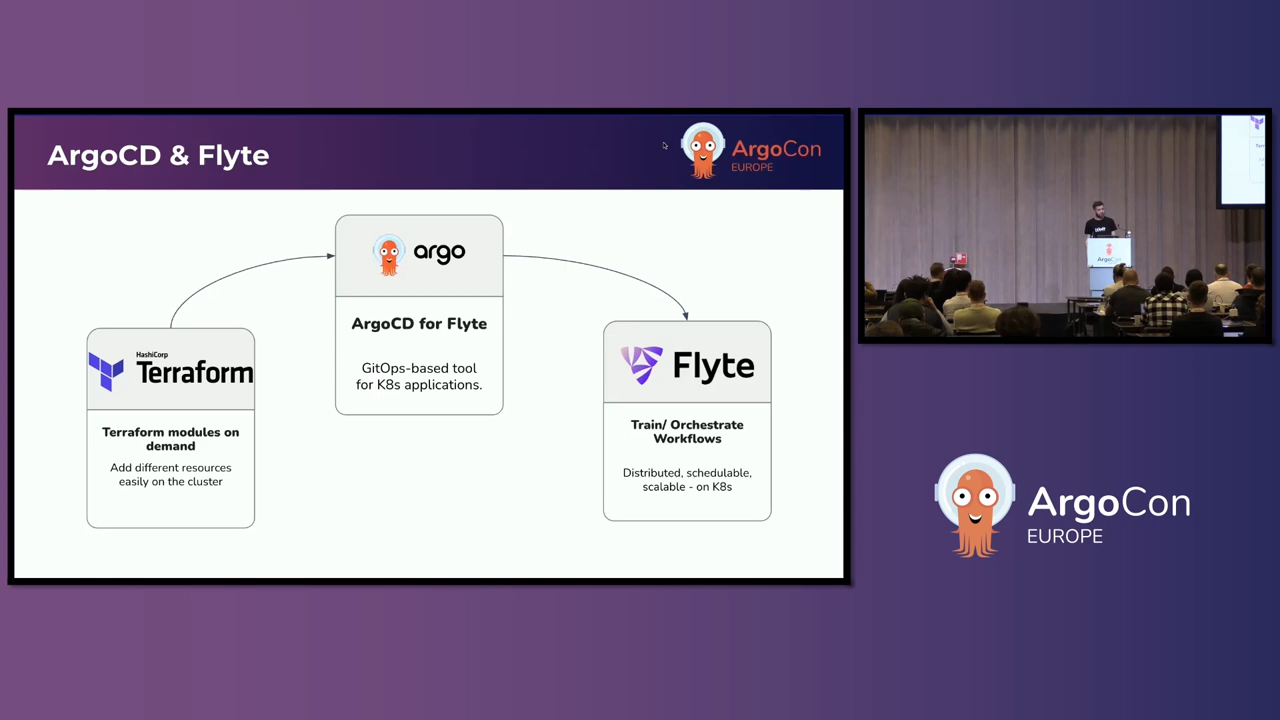 ArgoCD & Flyte
ArgoCon
EUROPE
argo
ArgoCD for Flyte
GitOps-based tool
for K8s applications.
HashiCorp
Terraform
Terraform modules on
demand
Add different resources
easily on the cluster
Flyte
Train/ Orchestrate
Workflows
Distributed, schedulable,
scalable - on K8s
ArgoCon
ArgoCon
EUROPE